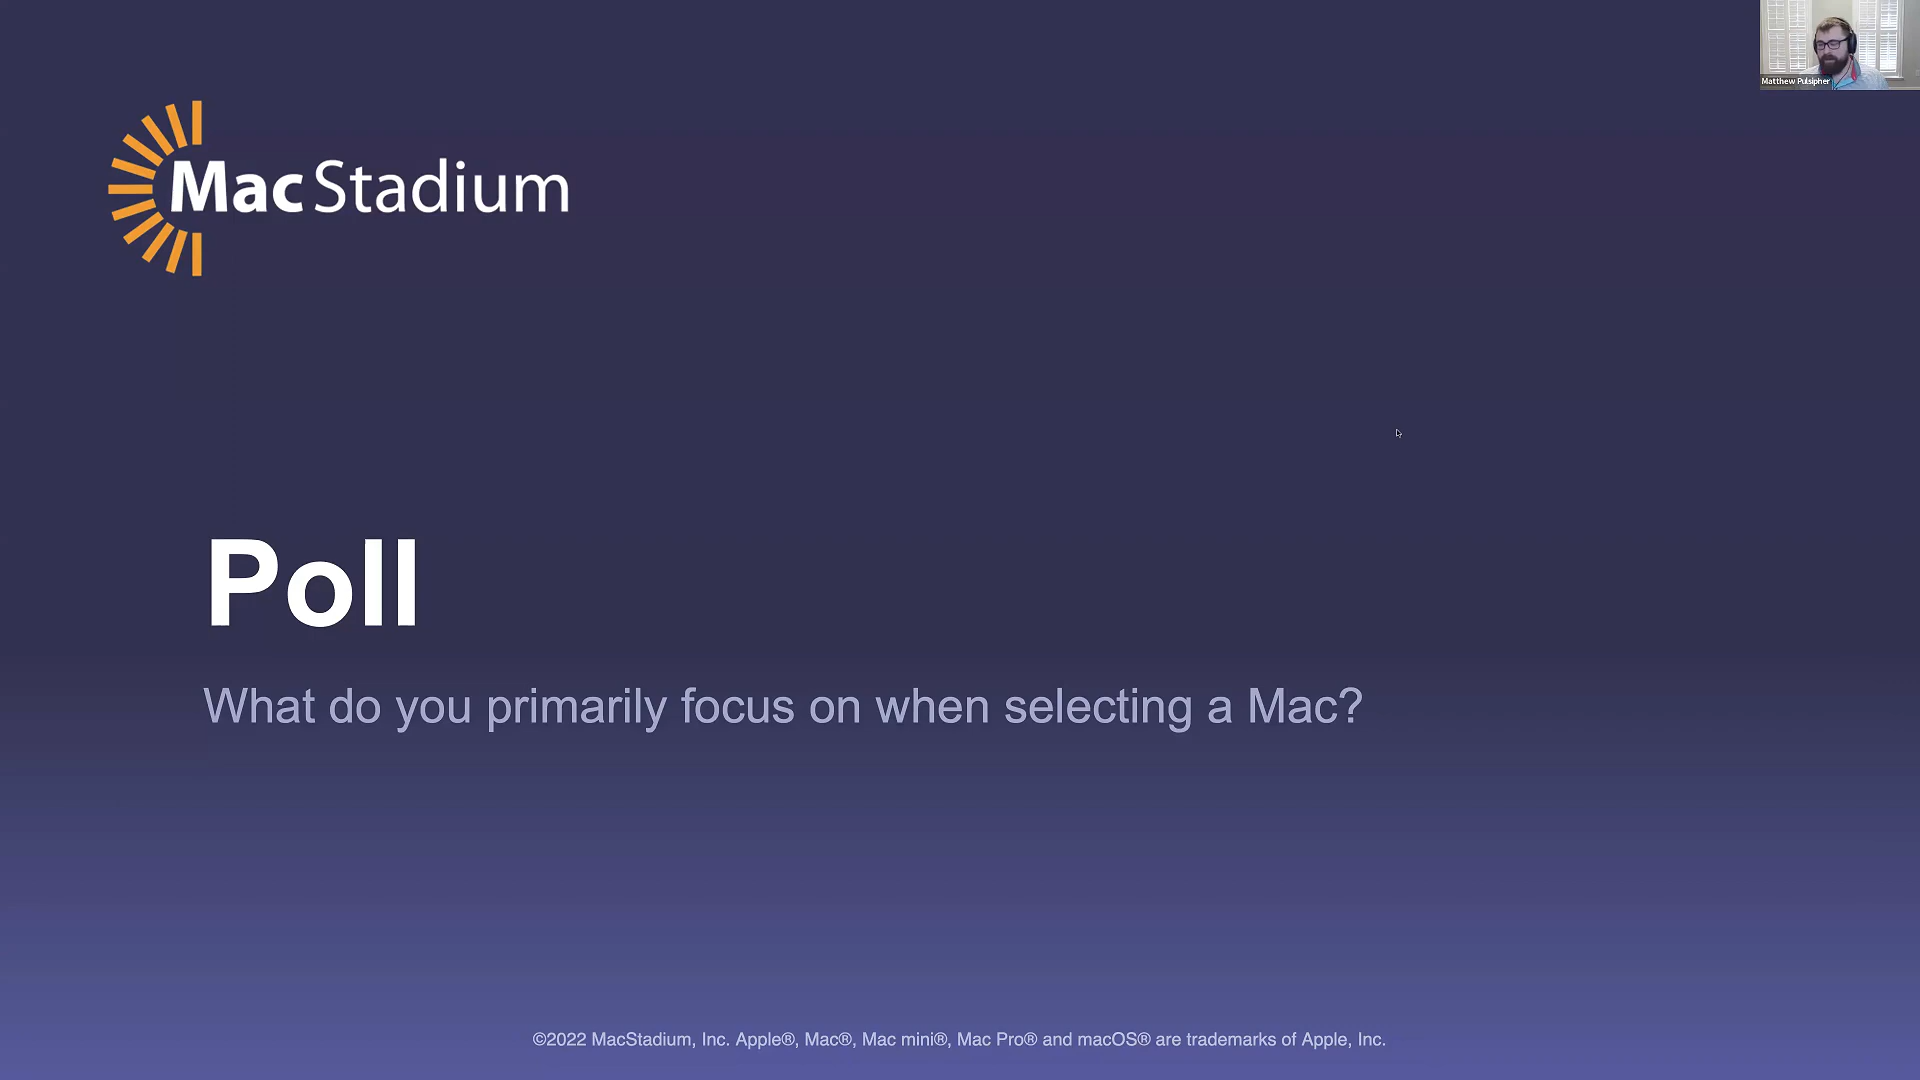 Matthew Pulsipher
MacStadium
Poll
What do you primarily focus on when selecting a Mac?
©2022 MacStadium, Inc. Apple®, Mac®, Mac mini®, Mac Pro® and macOS® are trademarks of Apple, Inc.